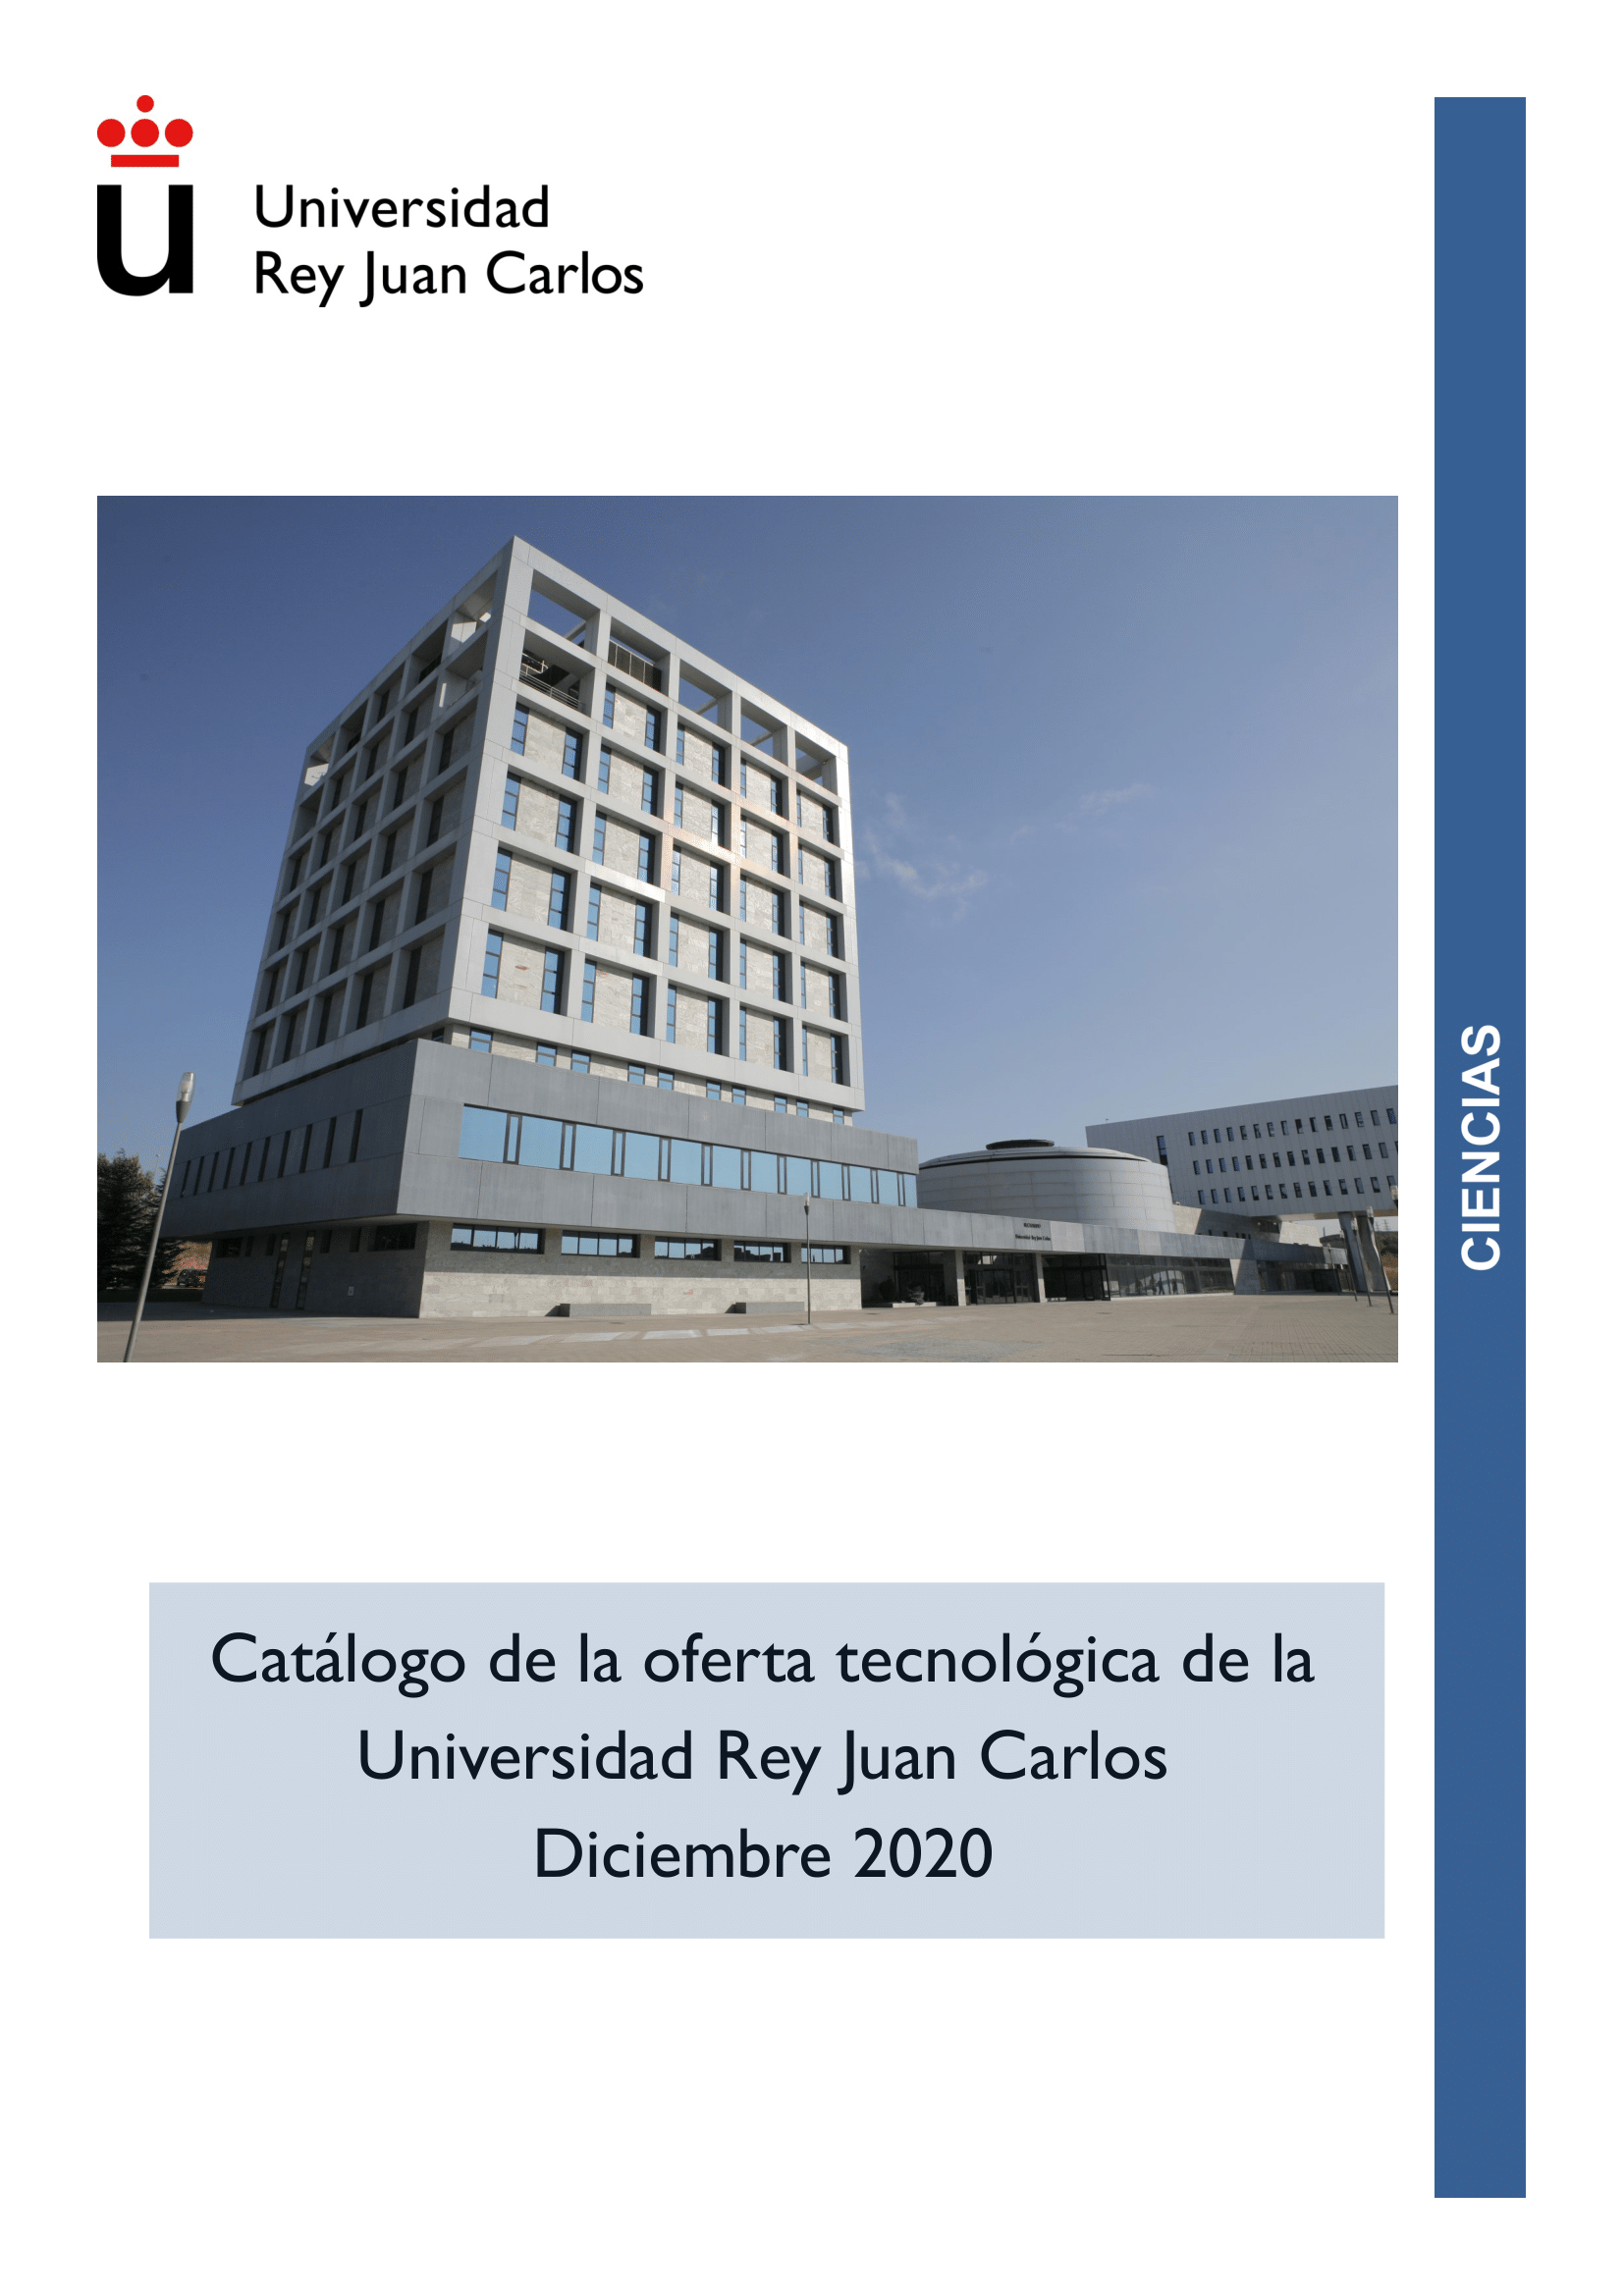 u
Universidad
Rey Juan Carlos
CIENCIAS
Catálogo de la oferta tecnológica de la
Universidad Rey Juan Carlos
Diciembre 2020